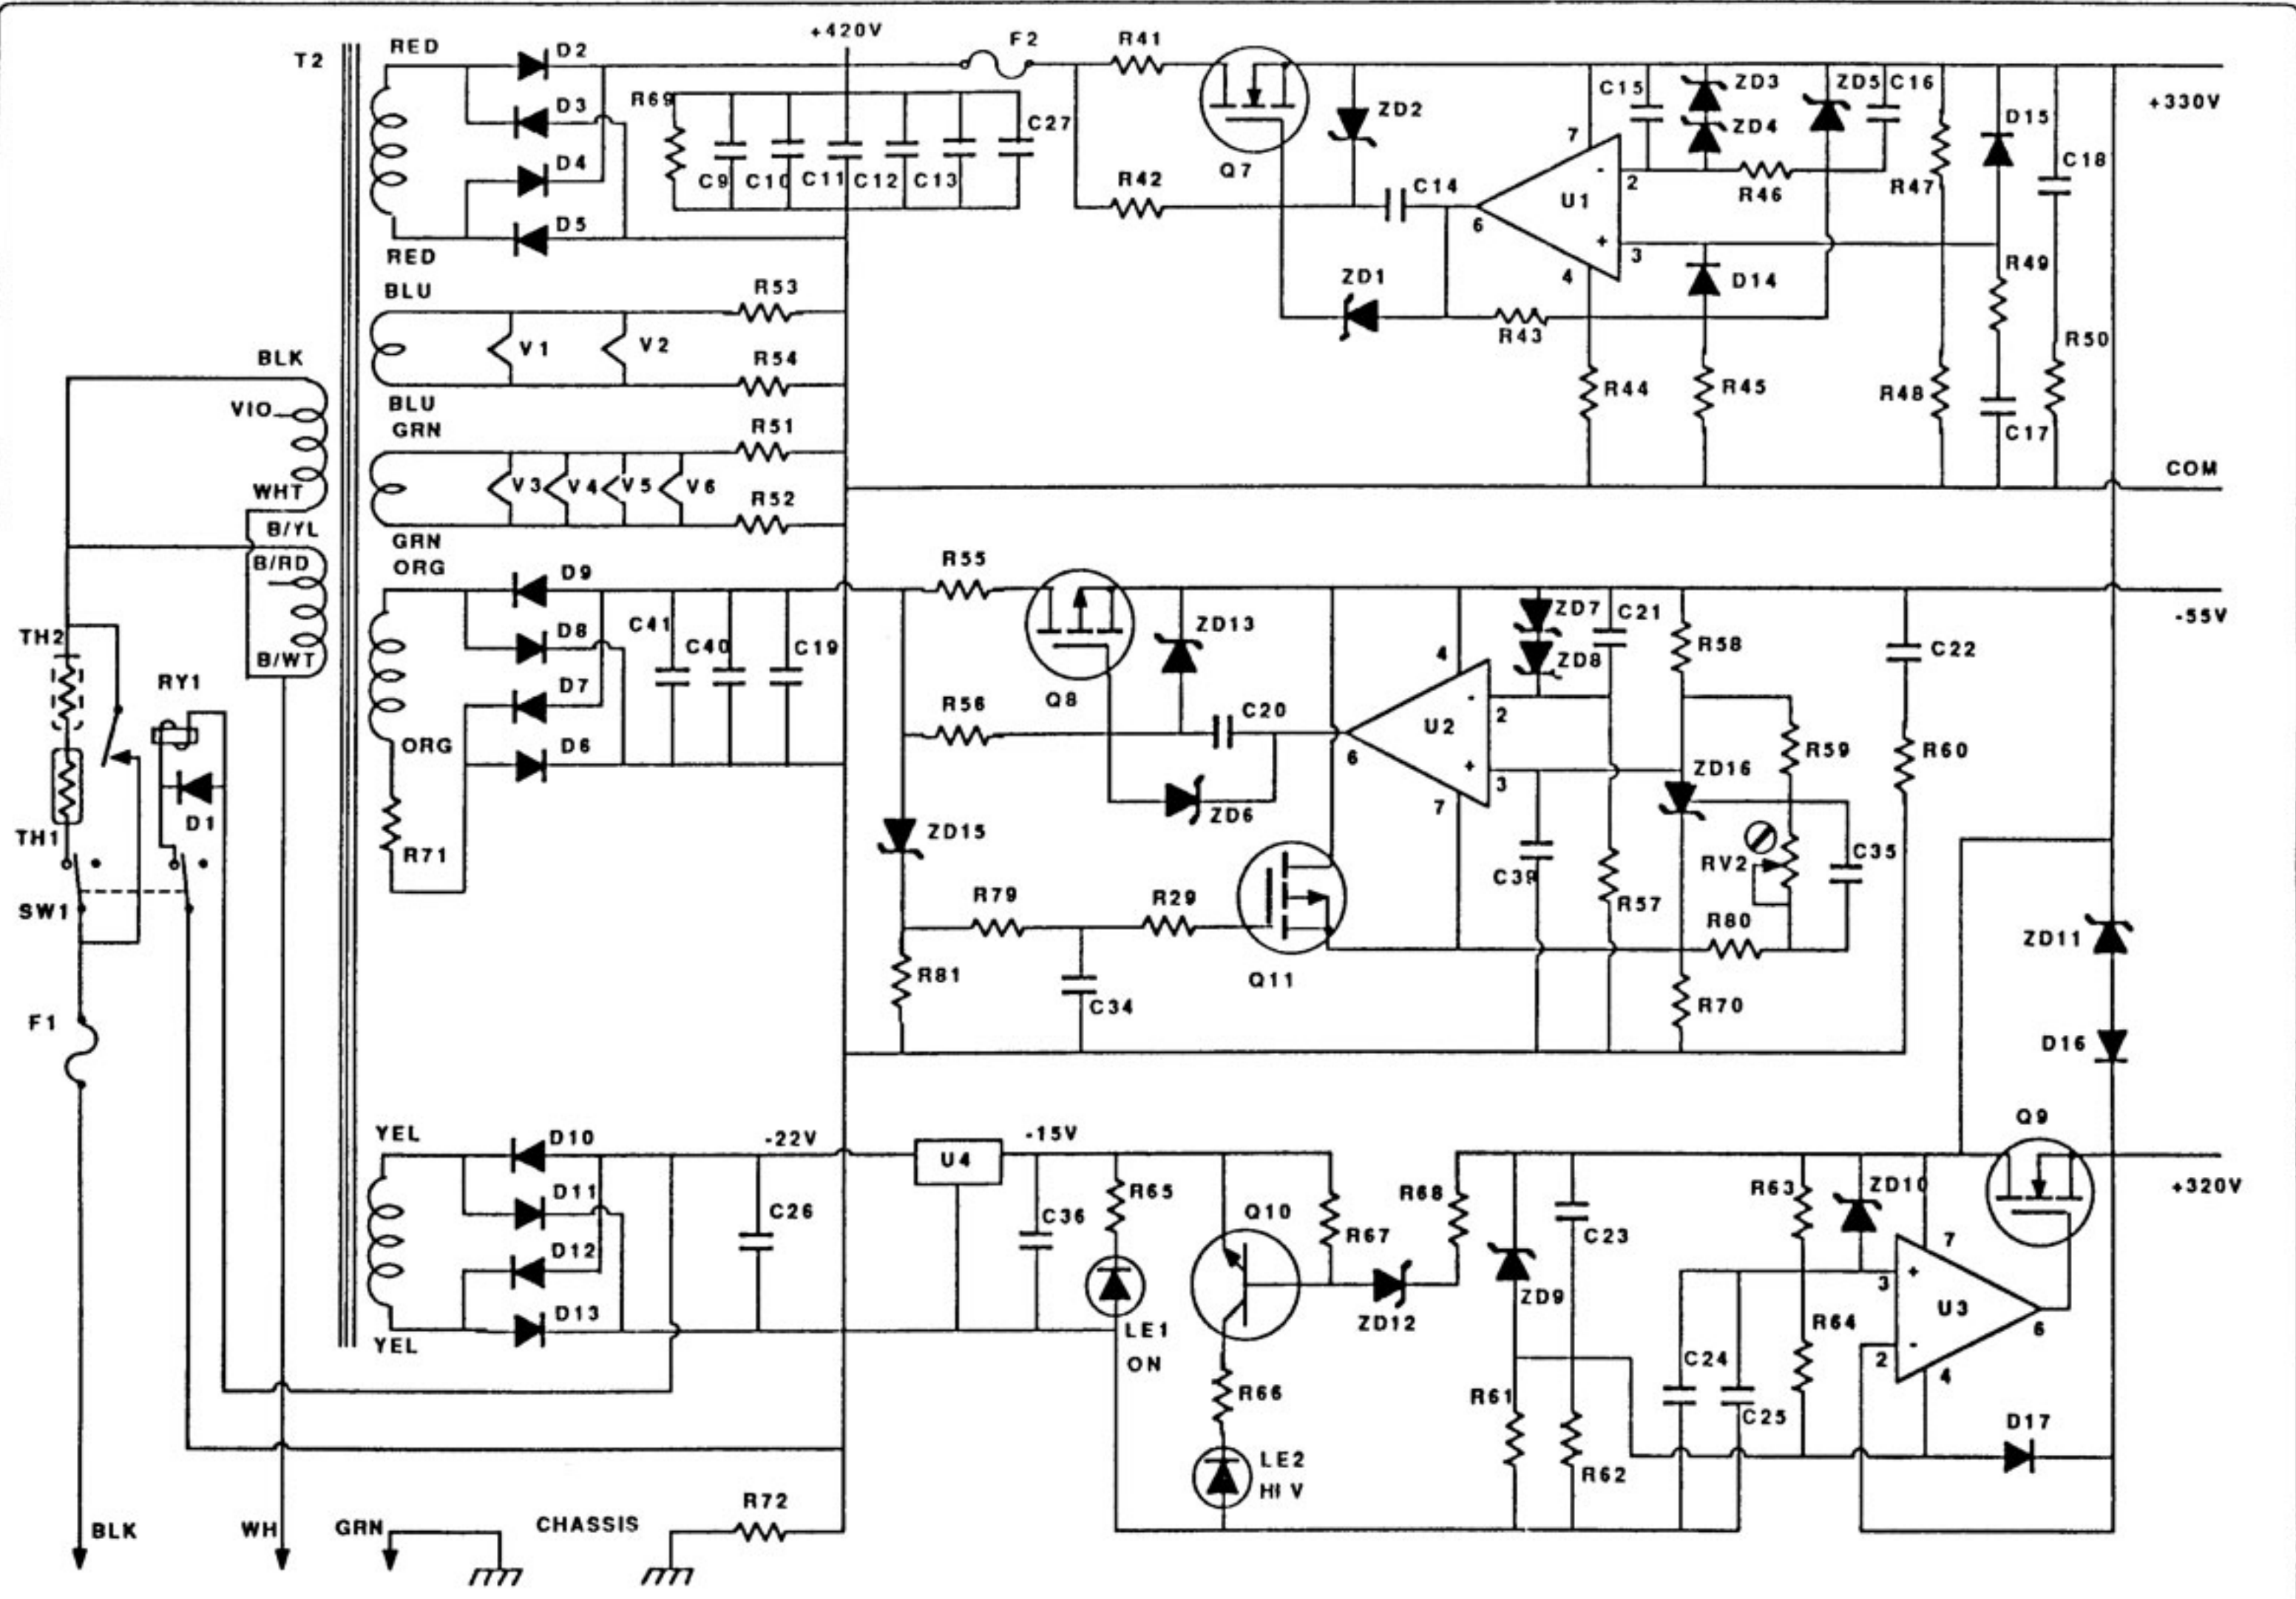 T2
RED
D2
D3
D4
D5
RED
+420V
R69
C9
C10
C11
C12
C13
C27
F2
R41
R42
Q7
ZD2
C14
ZD1
R43
U1
7
6
4
-
2
+
3
C15
ZD3
ZD4
ZD5
C16
R46
R47
D15
C18
+330V
D14
R49
R44
R45
R48
C17
R50
COM
BLU
R53
V1
V2
R54
BLU
GRN
R51
V3
V4
V5
V6
R52
GRN
BLK
VIO
WHT
B/YL
B/RD
B/WT
TH2
RY1
D1
TH1
SW1
F1
ORG
D9
D8
D7
D6
ORG
R71
C41
C40
C19
R55
Q8
R56
ZD13
C20
ZD6
ZD15
R79
R29
R81
C34
Q11
U2
4
6
7
-
2
+
3
ZD7
ZD8
C21
R58
C22
-55V
R59
ZD16
R60
C39
R57
RV2
C35
R80
R70
ZD11
D16
YEL
D10
D11
D12
D13
YEL
-22V
C26
U4
-15V
C36
R65
LE1
ON
Q10
R67
R68
ZD12
R66
LE2
HI V
ZD9
C23
R61
R62
R63
R64
ZD10
C24
C25
U3
7
+
3
-
2
4
6
Q9
+320V
D17
BLK
WH
GRN
CHASSIS
R72